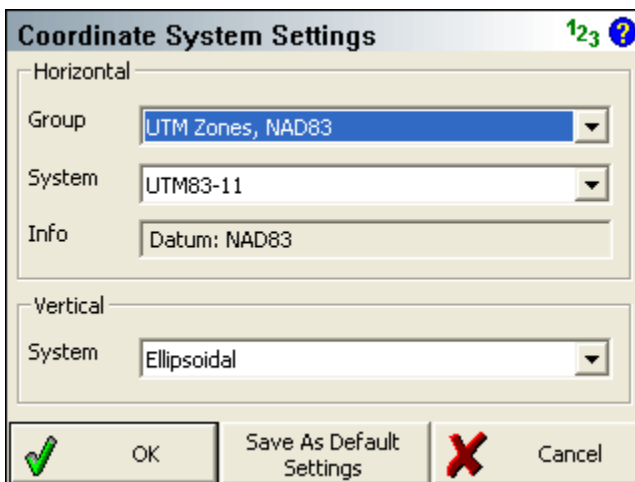 Coordinate System Settings 123 ?
Horizontal
Group UTM Zones, NAD83
System UTM83-11
Info Datum: NAD83
Vertical
System Ellipsoidal
OK
Save As Default
Settings
Cancel